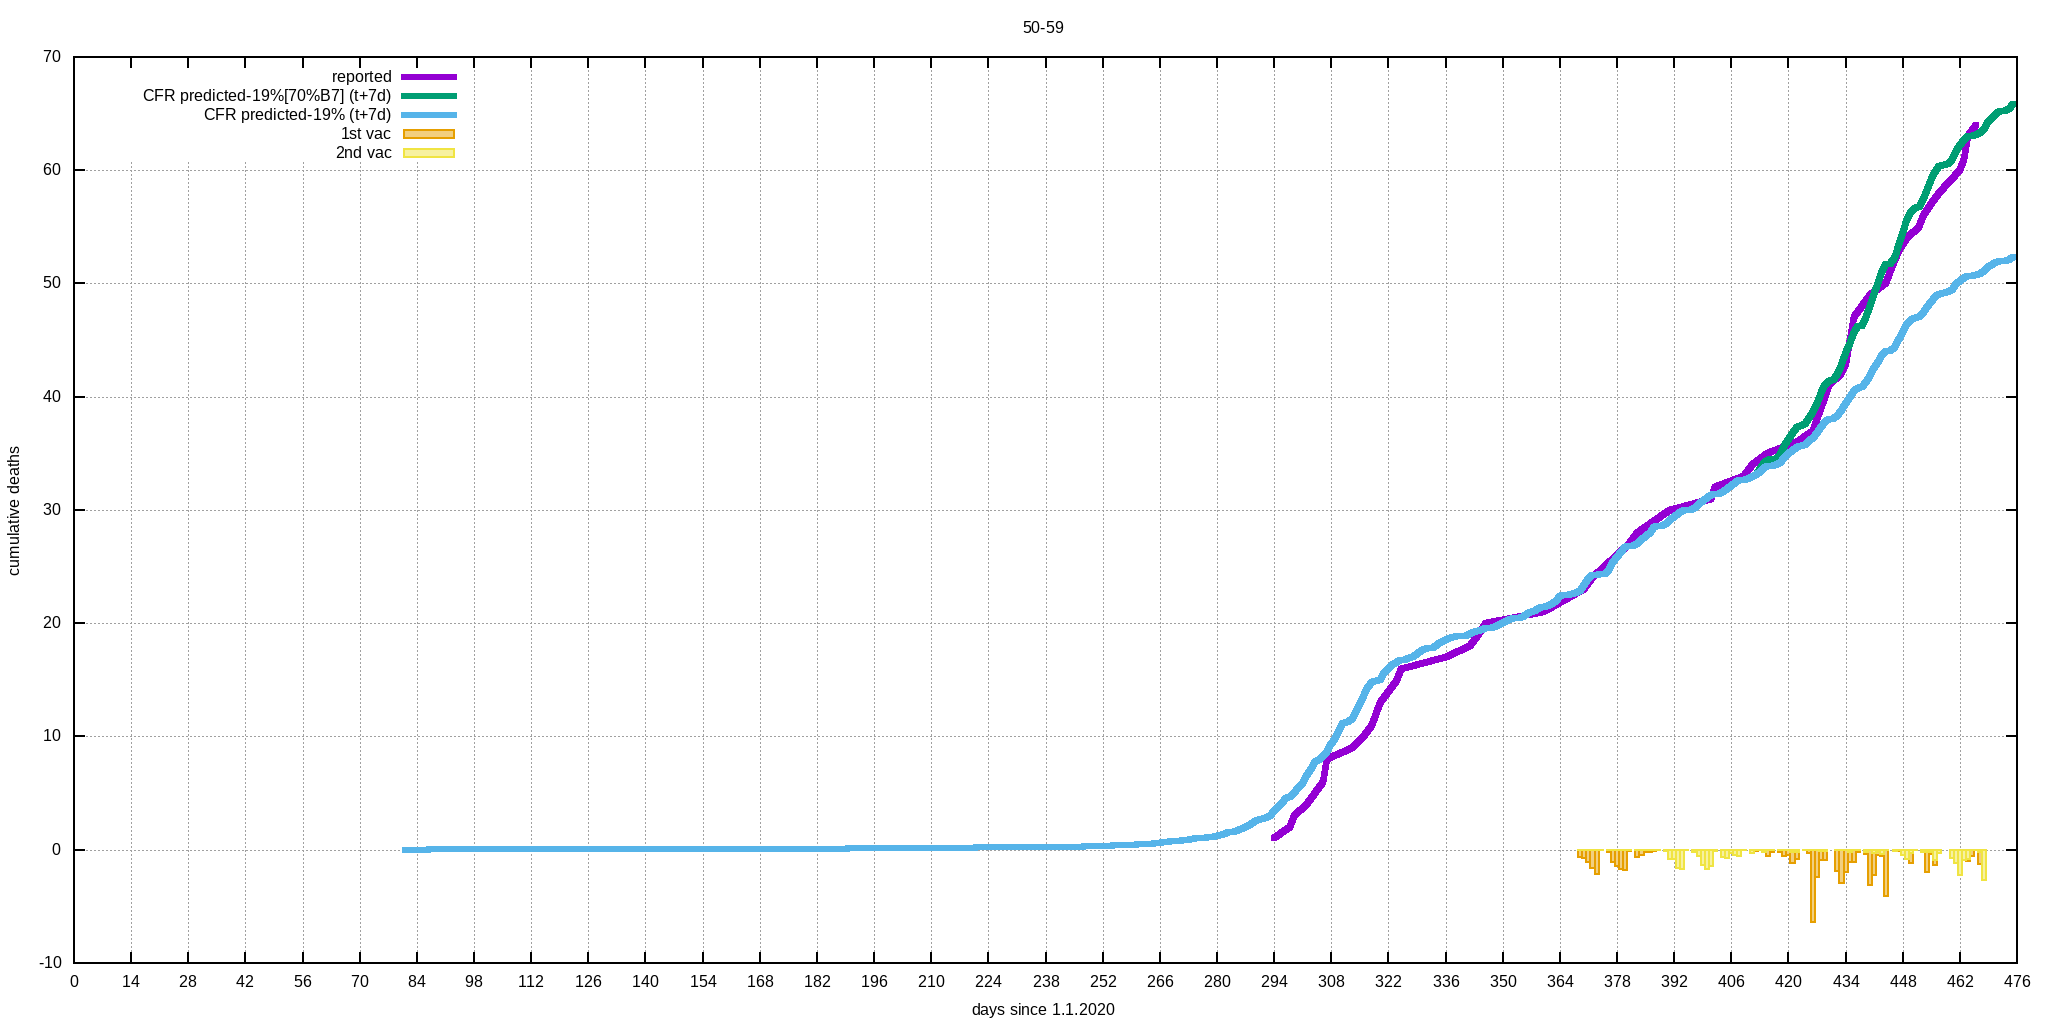 50-59
70
60
50
40
30
20
10
0
-10
cumulative deaths
reported
CFR predicted-19%[70%B7] (t+7d)
CFR predicted-19% (t+7d)
1st vac
2nd vac
0 14 28 42 56 70 84 98 112 126 140 154 168 182 196 210 224 238 252 266 280 294 308 322 336 350 364 378 392 406 420 434 448 462 476
days since 1.1.2020